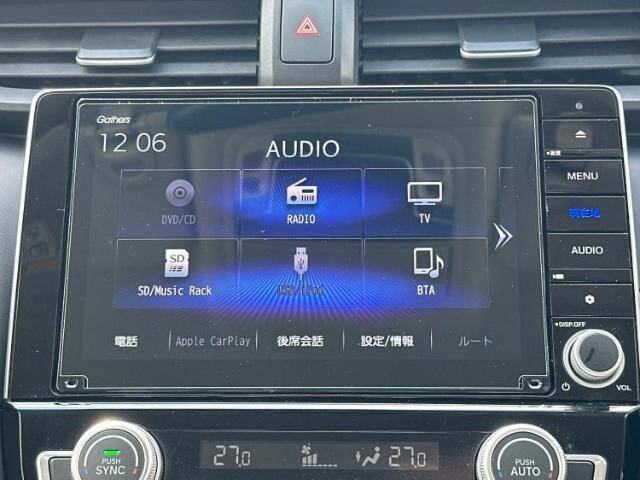 Gathers
12 06
AUDIO
DVD/CD
RADIO
TV
SD
SD/Music Rack
USB/iPod
BTA
電話
Apple CarPlay
後席会話
設定/情報
ルート
MENU
現在地
AUDIO
DISP.OFF
VOL
PUSH
SYNC
27.0
27.0
PUSH
AUTO